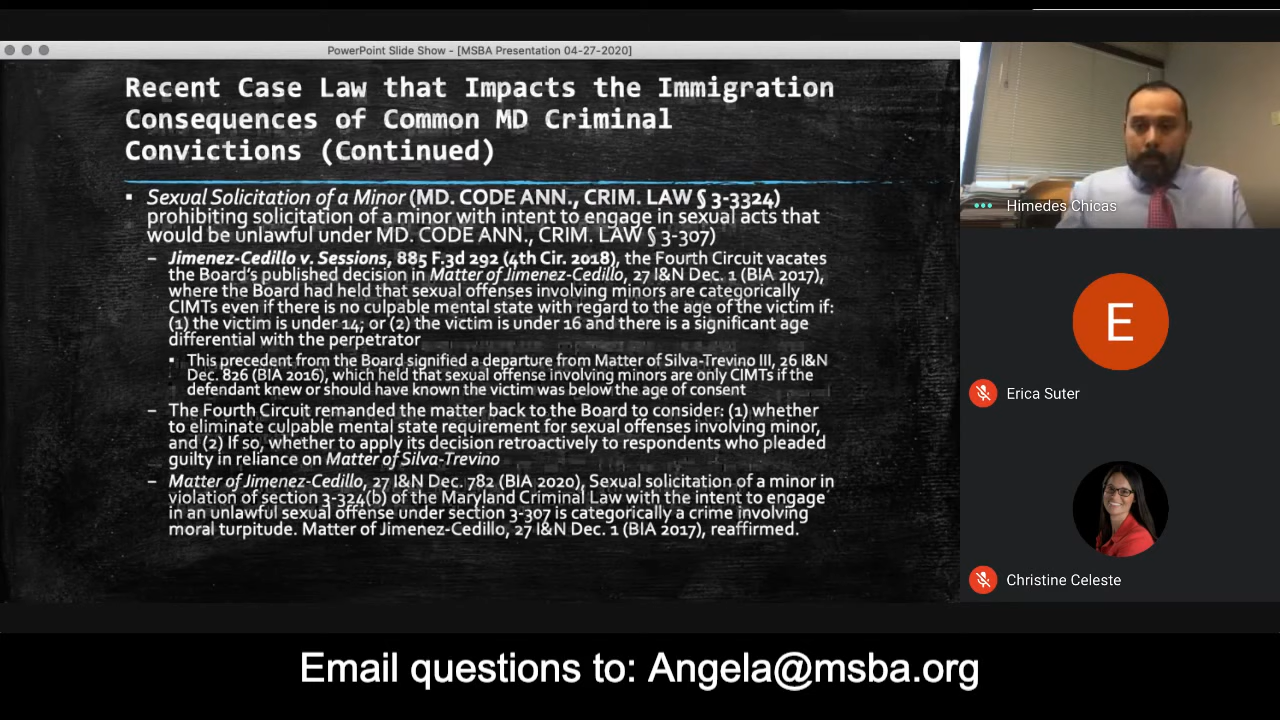 PowerPoint Slide Show - [MSBA Presentation 04-27-2020]
Recent Case Law that Impacts the Immigration
Consequences of Common MD Criminal
Convictions (Continued)
▪ Sexual Solicitation of a Minor (MD. CODE ANN., CRIM. LAW § 3-3324)
prohibiting solicitation of a minor with intent to engage in sexual acts that
would be unlawful under MD. CODE ANN., CRIM. LAW § 3-307)
– Jimenez-Cedillo v. Sessions, 885 F.3d 292 (4th Cir. 2018), the Fourth Circuit vacates
the Board's published decision in Matter of Jimenez-Cedillo, 27 I&N Dec. 1 (BIA 2017),
where the Board had held that sexual offenses involving minors are categorically
CIMTs even if there is no culpable mental state with regard to the age of the victim if:
(1) the victim is under 14; or (2) the victim is under 16 and there is a significant age
differential with the perpetrator
▪ This precedent from the Board signified a departure from Matter of Silva-Trevino III, 26 I&N
Dec. 826 (BIA 2016), which held that sexual offense involving minors are only CIMTs if the
defendant knew or should have known the victim was below the age of consent
– The Fourth Circuit remanded the matter back to the Board to consider: (1) whether
to eliminate culpable mental state requirement for sexual offenses involving minor,
and (2) If so, whether to apply its decision retroactively to respondents who pleaded
guilty in reliance on Matter of Silva-Trevino
– Matter of Jimenez-Cedillo, 27 I&N Dec. 782 (BIA 2020), Sexual solicitation of a minor in
violation of section 3-324(b) of the Maryland Criminal Law with the intent to engage
in an unlawful sexual offense under section 3-307 is categorically a crime involving
moral turpitude. Matter of Jimenez-Cedillo, 27 I&N Dec. 1 (BIA 2017), reaffirmed.
Himedes Chicas
E
Erica Suter
Christine Celeste
Email questions to: Angela@msba.org